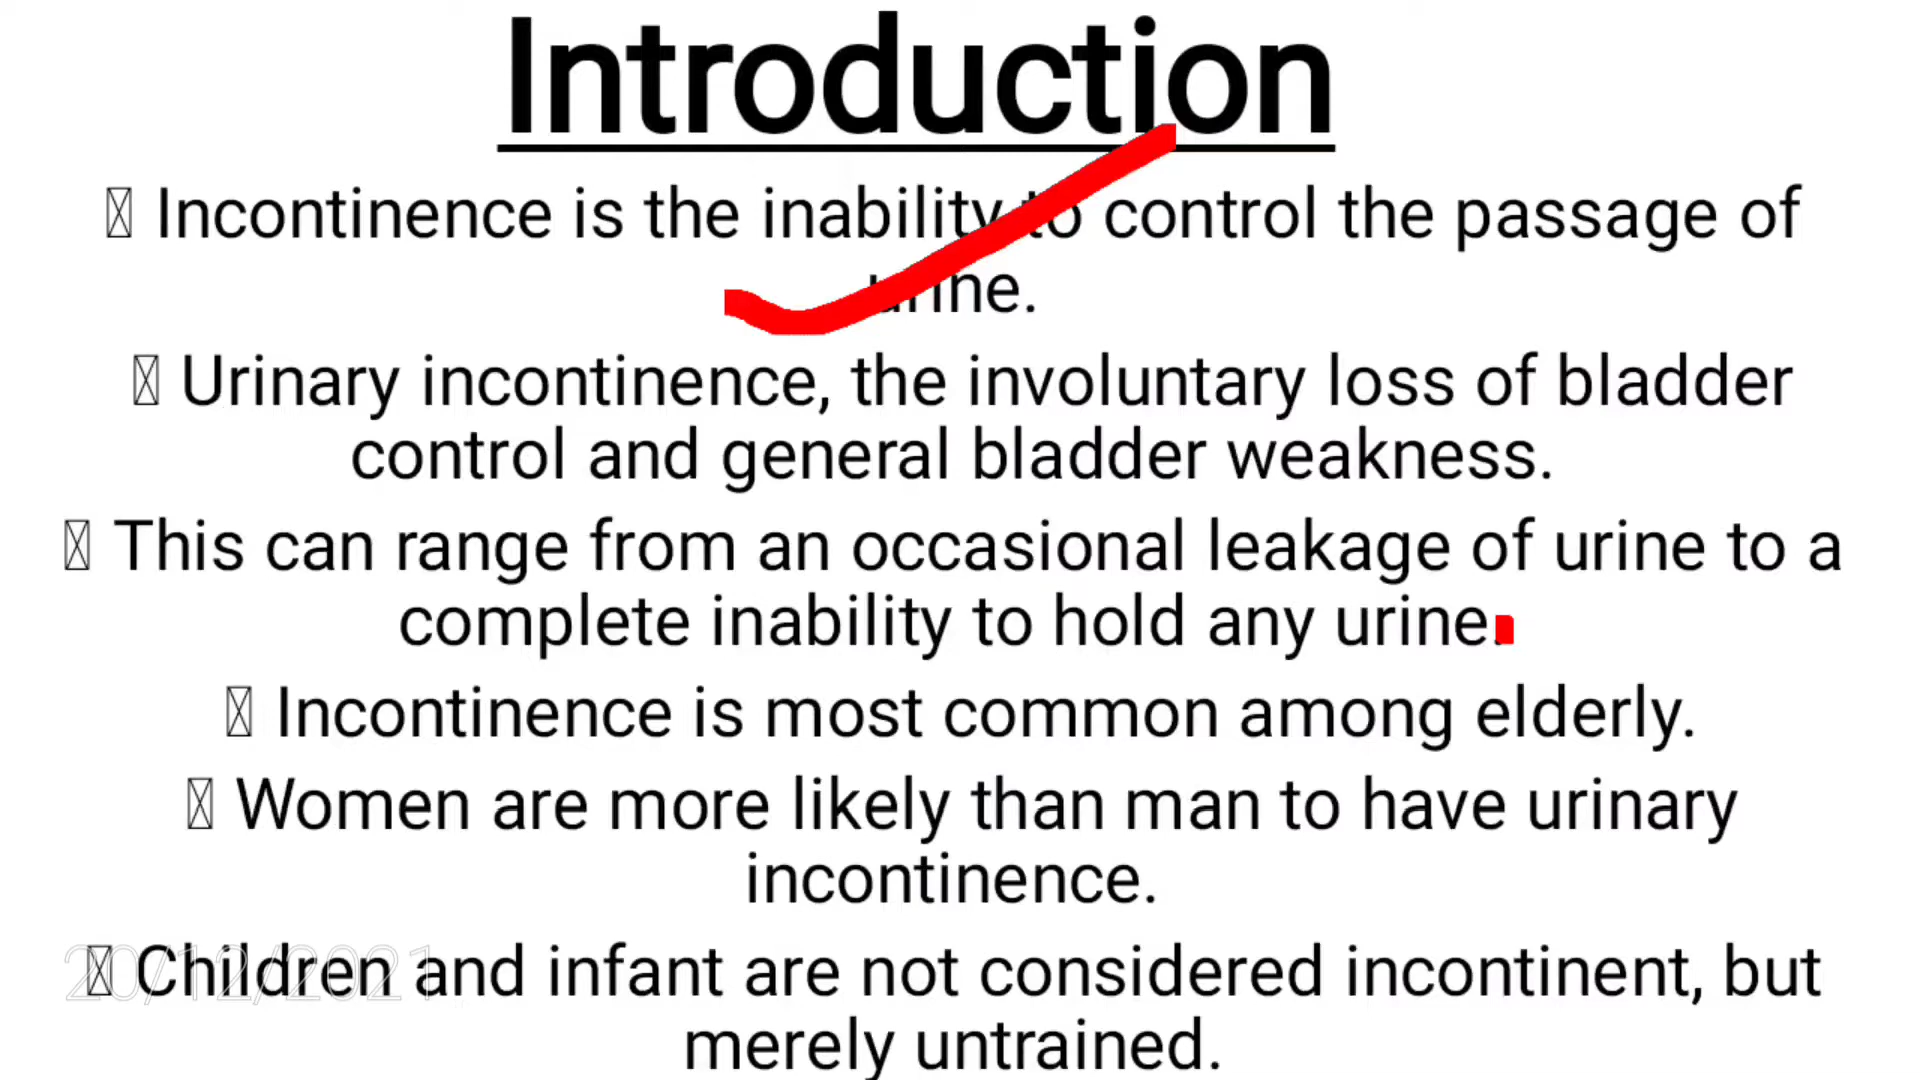 Introduction
Incontinence is the inability to control the passage of
urine.
Urinary incontinence, the involuntary loss of bladder
control and general bladder weakness.
This can range from an occasional leakage of urine to a
complete inability to hold any urine.
Incontinence is most common among elderly.
Women are more likely than man to have urinary
incontinence.
Children and infant are not considered incontinent, but
merely untrained.
20/12/2021